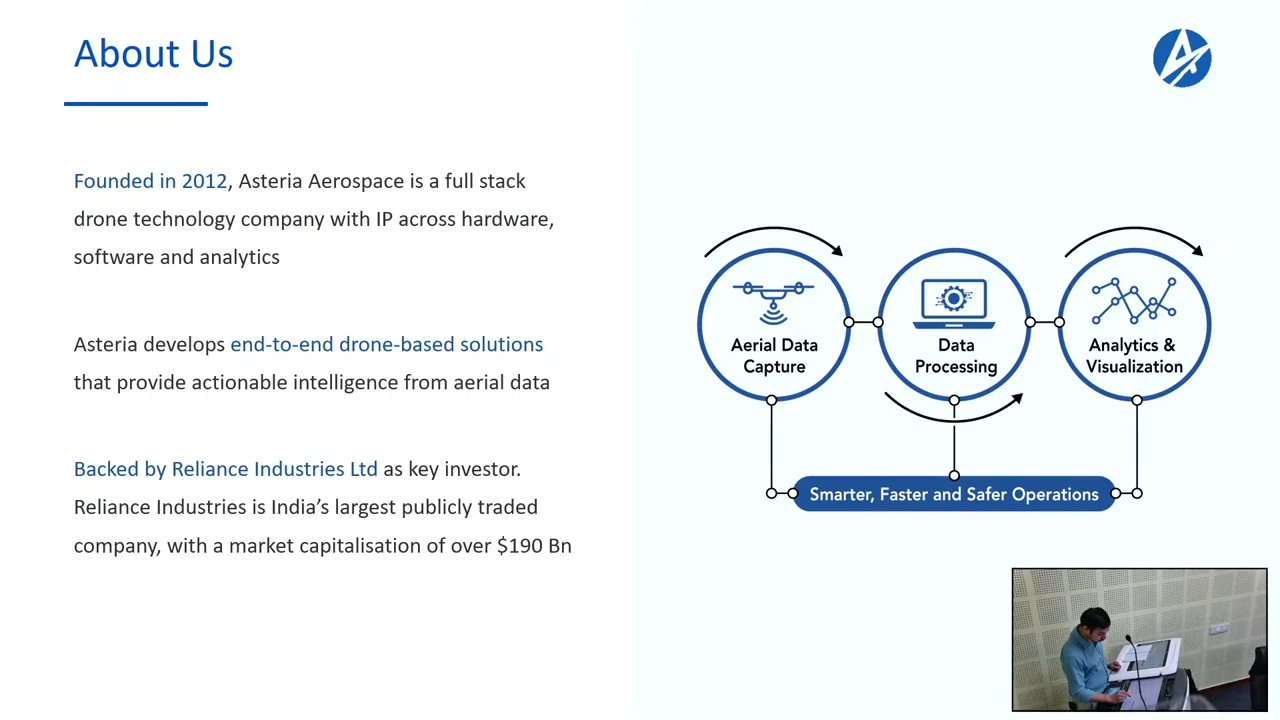 About Us
Founded in 2012, Asteria Aerospace is a full stack
drone technology company with IP across hardware,
software and analytics
Asteria develops end-to-end drone-based solutions
that provide actionable intelligence from aerial data
Backed by Reliance Industries Ltd as key investor.
Reliance Industries is India’s largest publicly traded
company, with a market capitalisation of over $190 Bn
Aerial Data
Capture
Data
Processing
Analytics &
Visualization
Smarter, Faster and Safer Operations